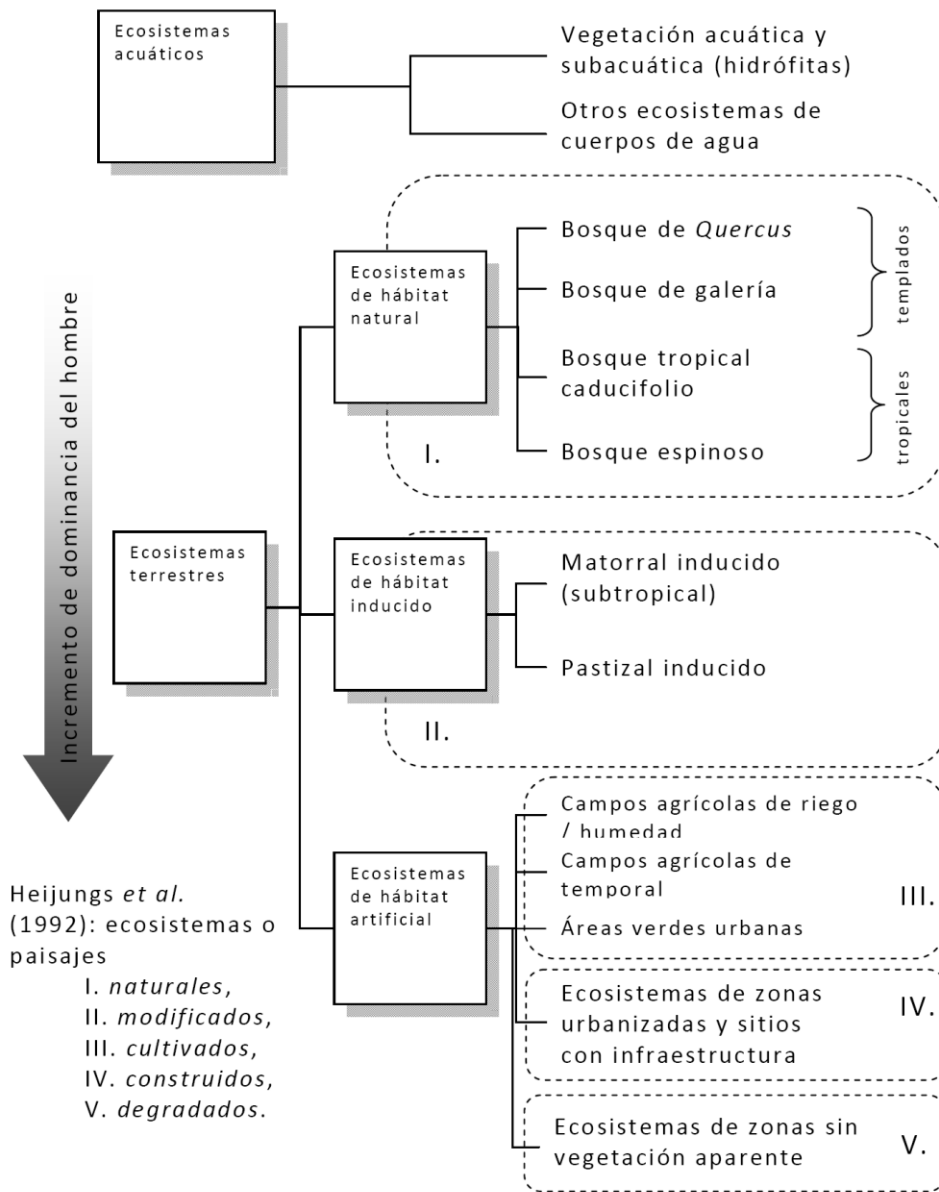 Ecosistemas
acuáticos
Vegetación acuática y
subacuática (hidrófitas)
Otros ecosistemas de
cuerpos de agua
Incremento de dominancia del hombre
Ecosistemas
terrestres
Ecosistemas
de hábitat
natural
Bosque de Quercus
Bosque de galería
templados
Bosque tropical
caducifolio
Bosque espinoso
tropicales
I.
Ecosistemas
de hábitat
inducido
Matorral inducido
(subtropical)
Pastizal inducido
II.
Ecosistemas
de hábitat
artificial
Campos agrícolas de riego
/ humedad
Campos agrícolas de
temporal
Áreas verdes urbanas
III.
Ecosistemas de zonas
urbanizadas y sitios
con infraestructura
IV.
Ecosistemas de zonas sin
vegetación aparente
V.
Heijungs et al.
(1992): ecosistemas o
paisajes
I. naturales,
II. modificados,
III. cultivados,
IV. construidos,
V. degradados.